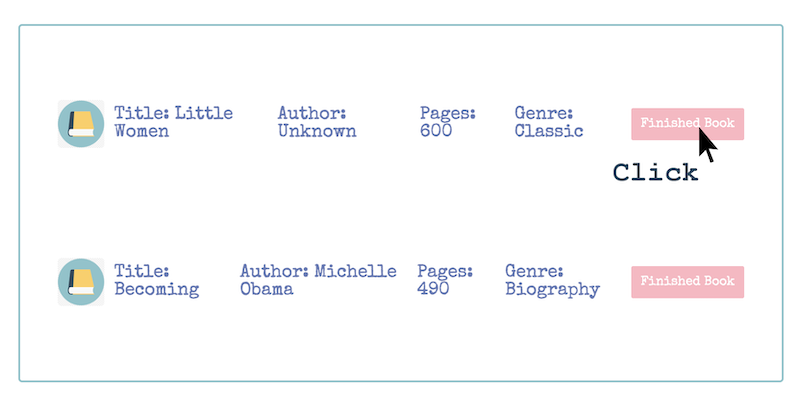 Title: Little
Women
Author:
Unknown
Pages:
600
Genre:
Classic
Finished Book
Click
Title:
Becoming
Author: Michelle
Obama
Pages:
490
Genre:
Biography
Finished Book